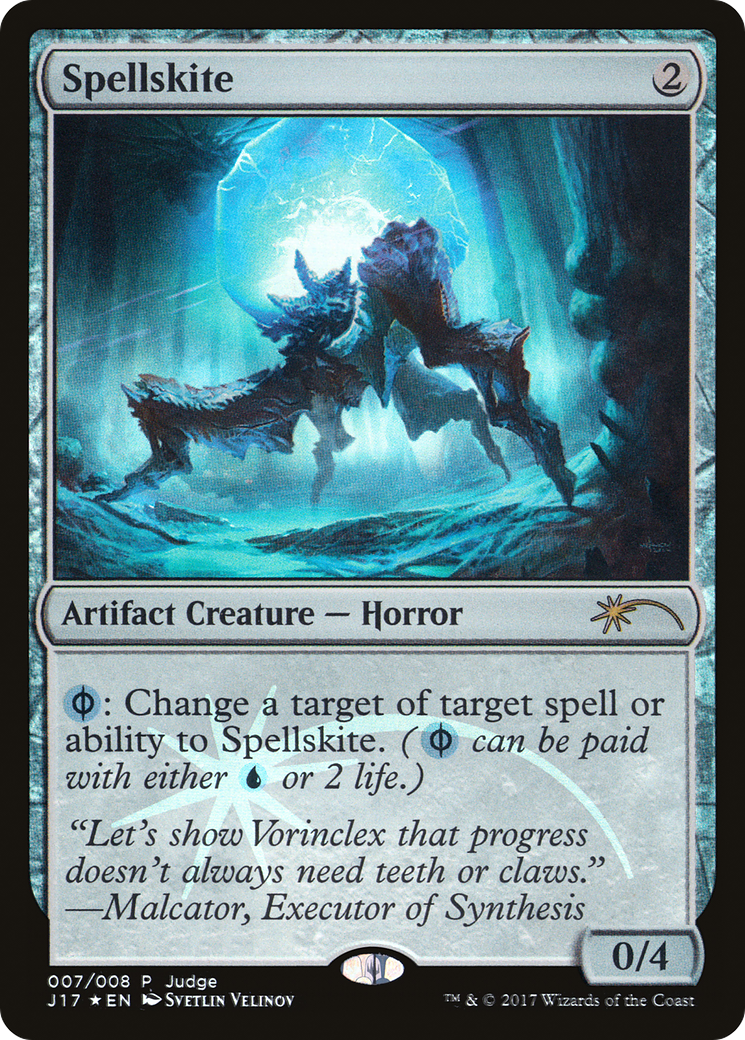 Spellskite 2
Artifact Creature — Horror
ⱷ: Change a target of target spell or
ability to Spellskite. (ⱷ can be paid
with either 💧 or 2 life.)
“Let’s show Vorinclex that progress
doesn’t always need teeth or claws.”
—Malcator, Executor of Synthesis
0/4
007/008 P Judge
J17 ★ EN Svetlin Velinov
™ & © 2017 Wizards of the Coast